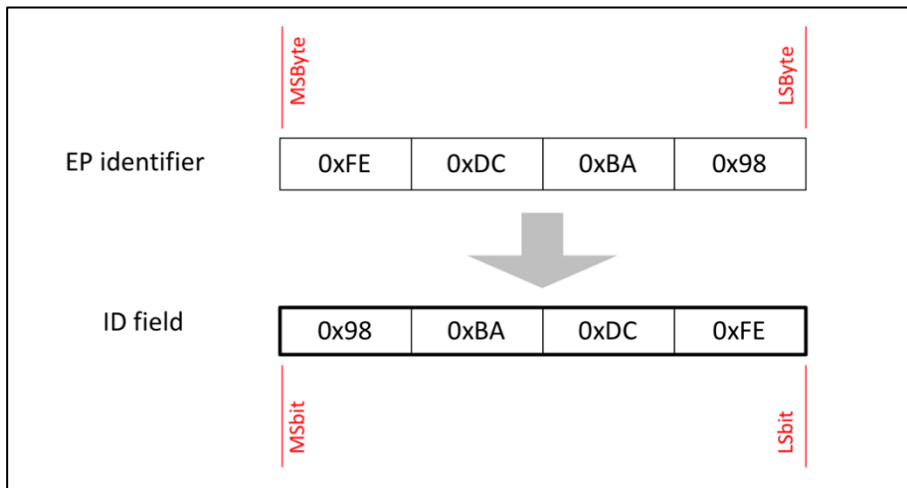 MSByte
LSByte
EP identifier
0xFE 0xDC 0xBA 0x98
ID field
0x98 0xBA 0xDC 0xFE
MSbit
LSbit